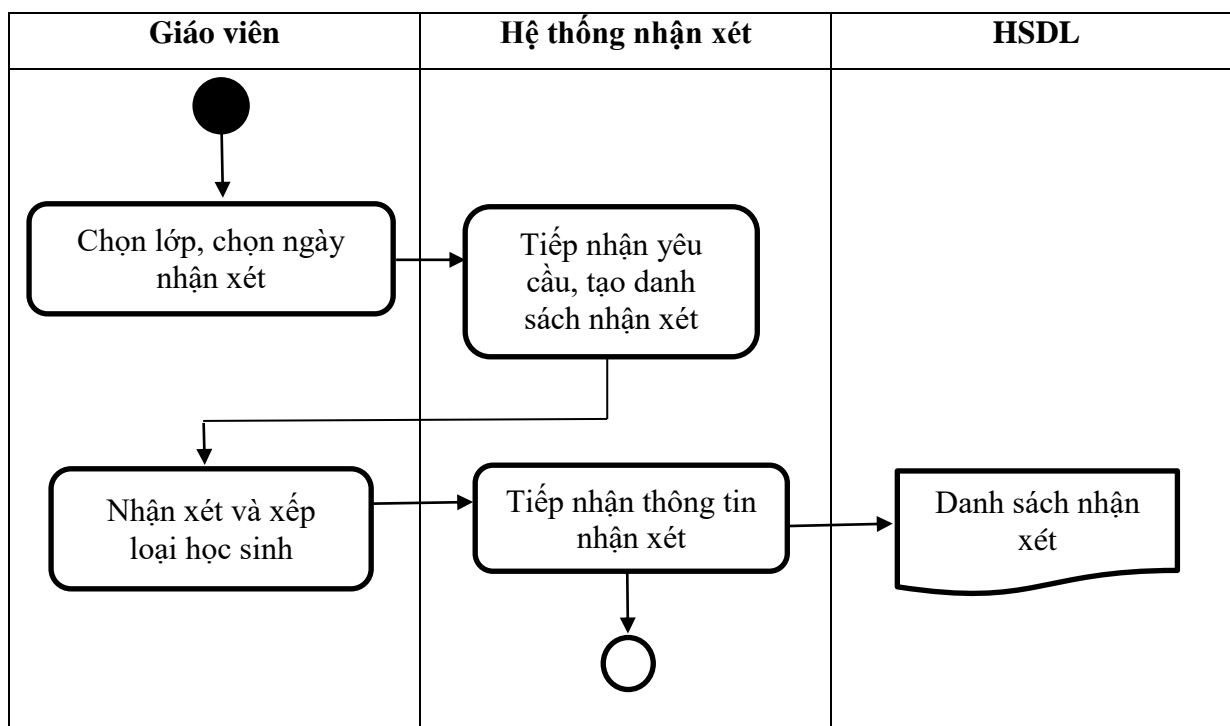 Giáo viên
Hệ thống nhận xét
HSDL
Chọn lớp, chọn ngày
nhận xét
Tiếp nhận yêu
cầu, tạo danh
sách nhận xét
Nhận xét và xếp
loại học sinh
Tiếp nhận thông tin
nhận xét
Danh sách nhận
xét